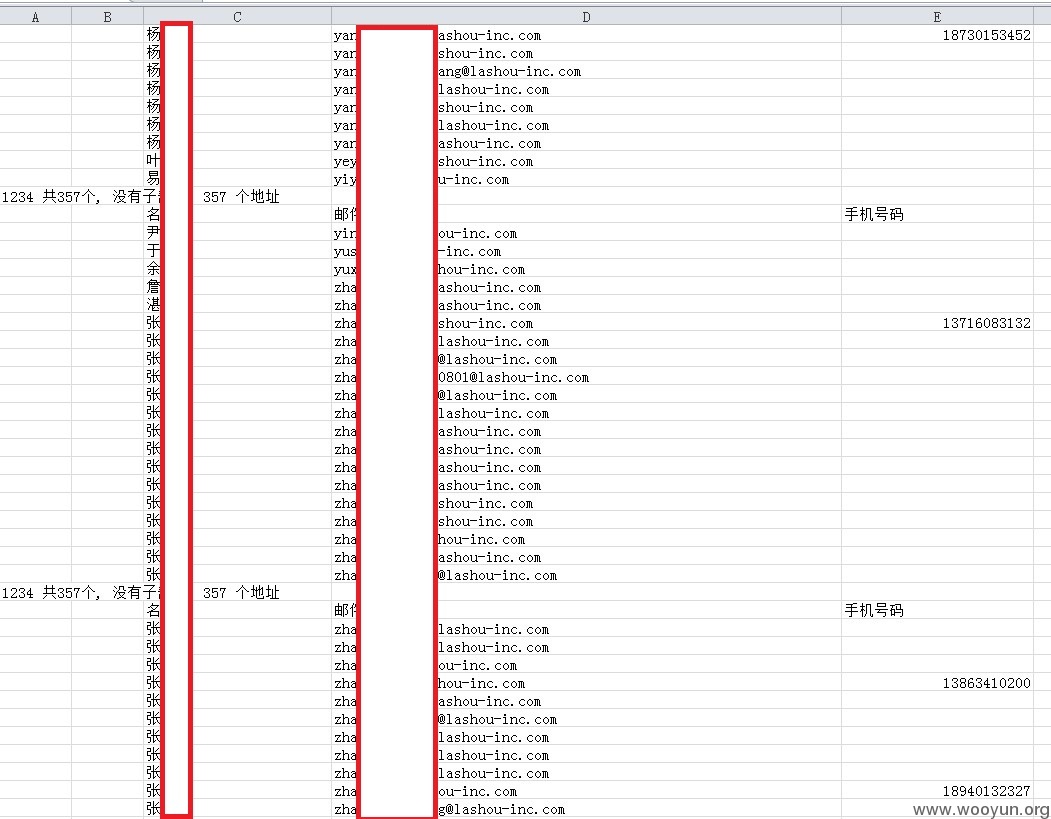 A B C D E
杨 yan ashou-inc.com 18730153452
杨 yan shou-inc.com
杨 yan ang@lashou-inc.com
杨 yan lashou-inc.com
杨 yan shou-inc.com
杨 yan lashou-inc.com
杨 yan ashou-inc.com
叶 yey shou-inc.com
易 yiy u-inc.com
1234 共357个, 没有子 357 个地址
名 邮件 手机号码
尹 yin ou-inc.com
于 yus -inc.com
余 yux hou-inc.com
詹 zha ashou-inc.com
湛 zha ashou-inc.com
张 zha shou-inc.com 13716083132
张 zha lashou-inc.com
张 zha @lashou-inc.com
张 zha 0801@lashou-inc.com
张 zha @lashou-inc.com
张 zha lashou-inc.com
张 zha ashou-inc.com
张 zha ashou-inc.com
张 zha ashou-inc.com
张 zha ashou-inc.com
张 zha shou-inc.com
张 zha shou-inc.com
张 zha hou-inc.com
张 zha ashou-inc.com
张 zha @lashou-inc.com
1234 共357个, 没有子 357 个地址
名 邮件 手机号码
张 zha lashou-inc.com
张 zha lashou-inc.com
张 zha ou-inc.com
张 zha hou-inc.com 13863410200
张 zha ashou-inc.com
张 zha @lashou-inc.com
张 zha lashou-inc.com
张 zha lashou-inc.com
张 zha lashou-inc.com
张 zha ou-inc.com 18940132327
张 zha g@lashou-inc.com
www.wooyun.org